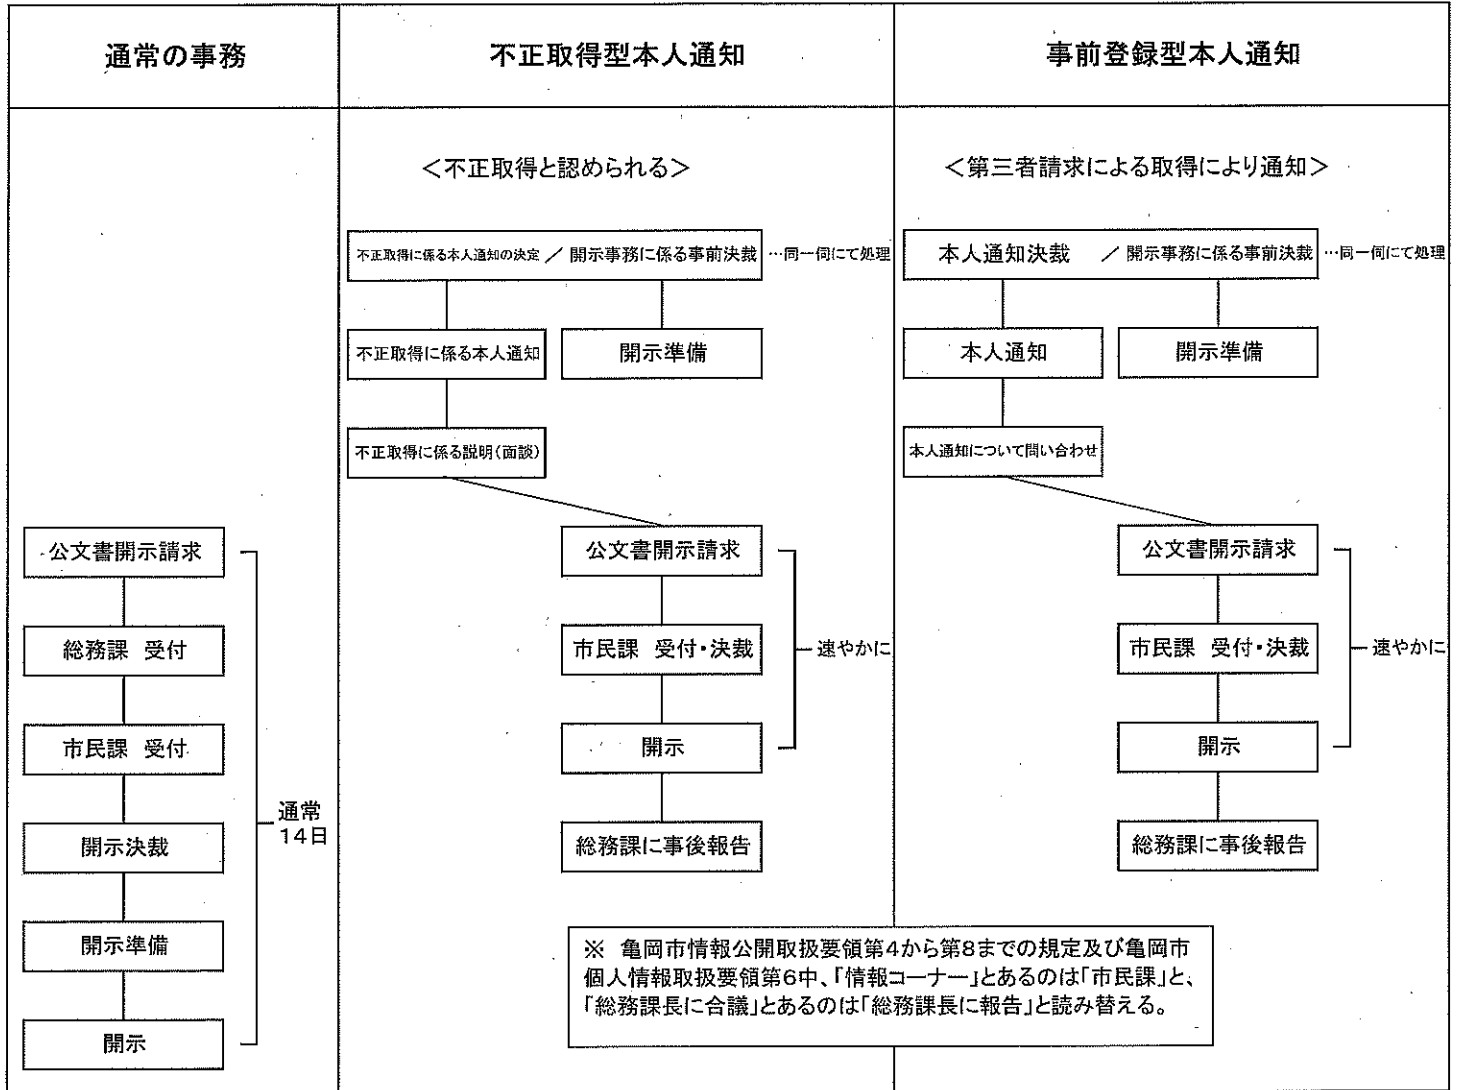 通常の事務
不正取得型本人通知
事前登録型本人通知
公文書開示請求
総務課 受付
市民課 受付
開示決裁
開示準備
開示
通常
14日
<不正取得と認められる>
不正取得に係る本人通知の決定 / 開示事務に係る事前決裁 …同一伺にて処理
不正取得に係る本人通知
開示準備
不正取得に係る説明(面談)
公文書開示請求
市民課 受付・決裁
速やかに
開示
総務課に事後報告
<第三者請求による取得により通知>
本人通知決裁 / 開示事務に係る事前決裁 …同一伺にて処理
本人通知
開示準備
本人通知について問い合わせ
公文書開示請求
市民課 受付・決裁
速やかに
開示
総務課に事後報告
※ 亀岡市情報公開取扱要領第4から第8までの規定及び亀岡市
個人情報取扱要領第6中、「情報コーナー」とあるのは「市民課」と、
「総務課長に合議」とあるのは「総務課長に報告」と読み替える。